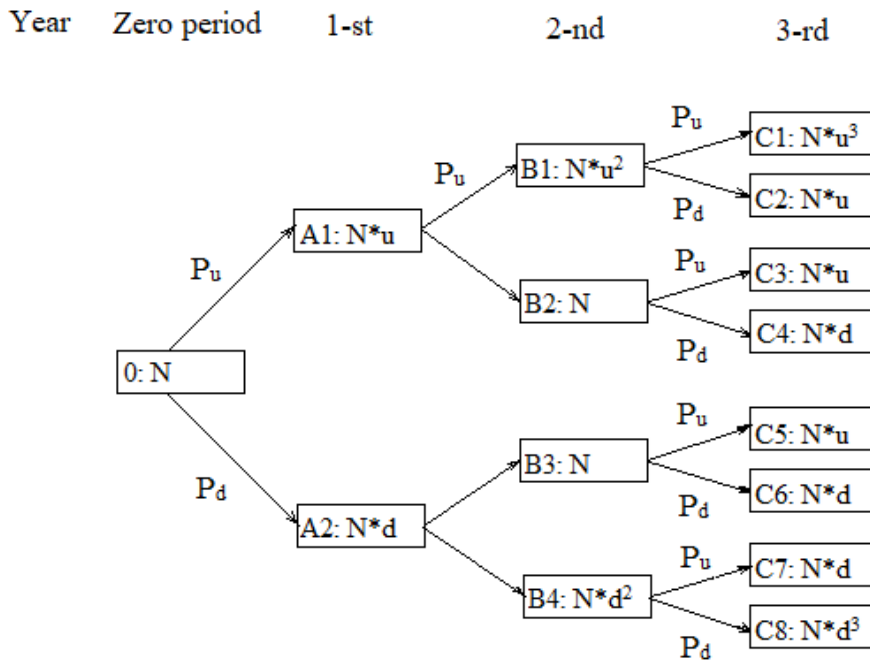 Year Zero period 1-st 2-nd 3-rd
Pu C1: N*u³
Pu B1: N*u²
Pd C2: N*u
A1: N*u
Pu Pu C3: N*u
B2: N
Pd C4: N*d
0: N
Pu C5: N*u
B3: N
Pd Pd C6: N*d
A2: N*d
Pu C7: N*d
B4: N*d²
Pd C8: N*d³